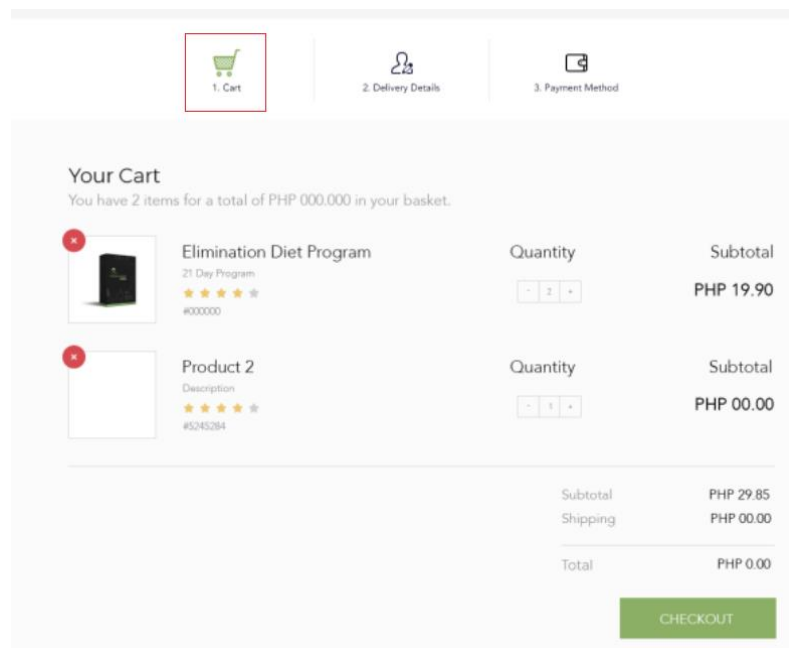 1. Cart
2. Delivery Details
3. Payment Method
Your Cart
You have 2 items for a total of PHP 000.000 in your basket.
Elimination Diet Program
Quantity
Subtotal
21 Day Program
- 2 +
PHP 19.90
#000000
Product 2
Quantity
Subtotal
Description
- 1 +
PHP 00.00
#5245284
Subtotal PHP 29.85
Shipping PHP 00.00
Total PHP 0.00
CHECKOUT